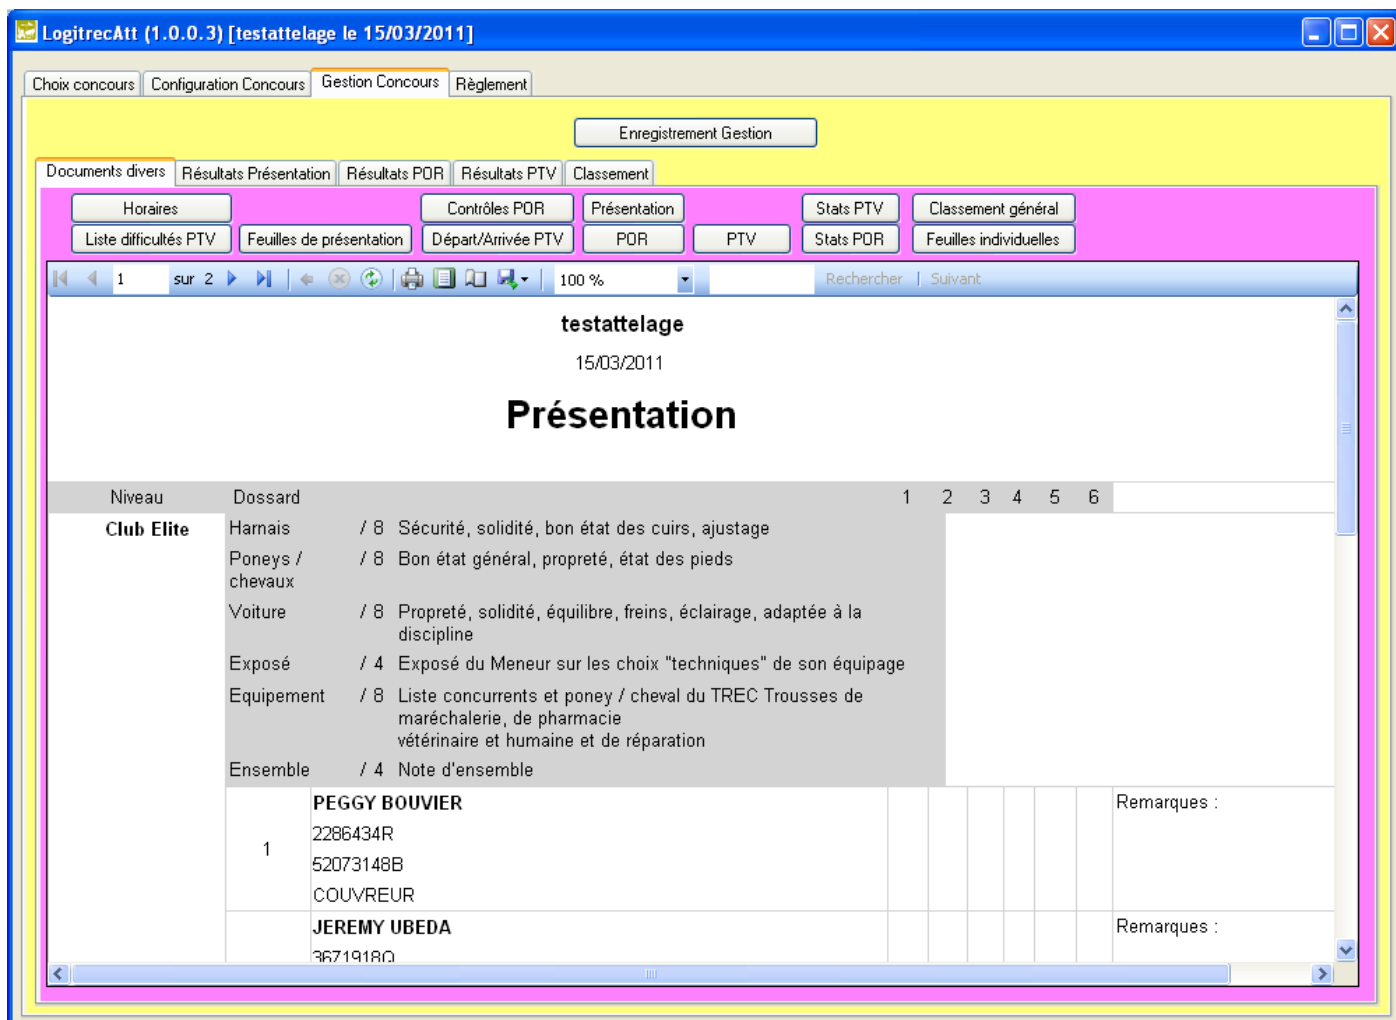 LogitrecAtt (1.0.0.3) [testattelage le 15/03/2011]
Choix concours Configuration Concours Gestion Concours Règlement
Enregistrement Gestion
Documents divers Résultats Présentation Résultats POR Résultats PTV Classement
Horaires Contrôles POR Présentation Stats PTV Classement général
Liste difficultés PTV Feuilles de présentation Départ/Arrivée PTV POR PTV Stats POR Feuilles individuelles
1 sur 2 100 % Rechercher | Suivant
testattelage
15/03/2011
Présentation
Niveau Dossard 1 2 3 4 5 6
Club Elite Harnais / 8 Sécurité, solidité, bon état des cuirs, ajustage
Poneys / / 8 Bon état général, propreté, état des pieds
chevaux
Voiture / 8 Propreté, solidité, équilibre, freins, éclairage, adaptée à la
discipline
Exposé / 4 Exposé du Meneur sur les choix "techniques" de son équipage
Equipement / 8 Liste concurrents et poney / cheval du TREC Trousses de
maréchalerie, de pharmacie
vétérinaire et humaine et de réparation
Ensemble / 4 Note d'ensemble
PEGGY BOUVIER Remarques :
2286434R
1
52073148B
COUVREUR
JEREMY UBEDA Remarques :
3671918Q